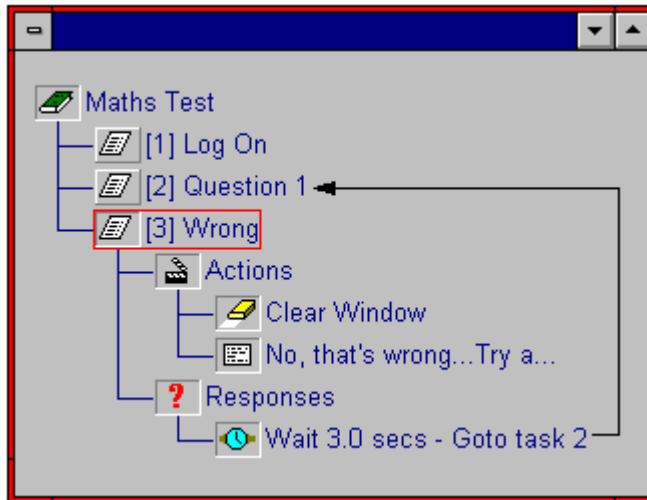 Maths Test
[1] Log On
[2] Question 1
[3] Wrong
Actions
Clear Window
No, that's wrong...Try a...
? Responses
Wait 3.0 secs - Goto task 2